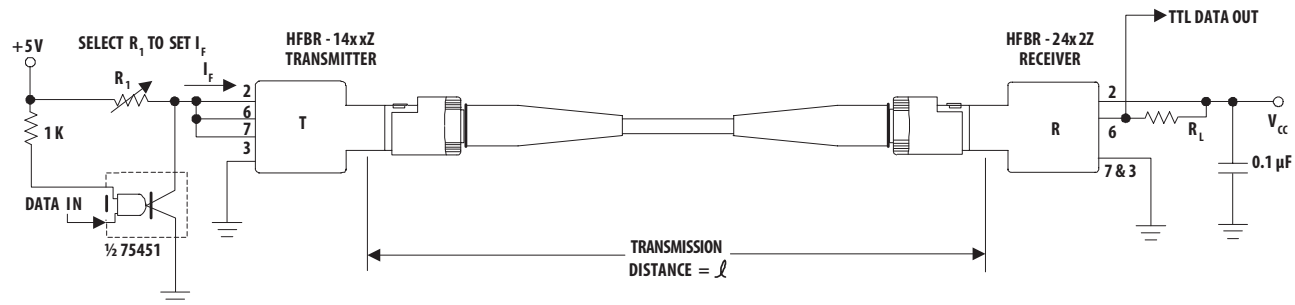 +5V
SELECT R1 TO SET IF
R1
IF
1 K
DATA IN
½ 75451
HFBR - 14xxZ
TRANSMITTER
2
6
7
3
T
TRANSMISSION
DISTANCE = ℓ
HFBR - 24x2Z
RECEIVER
R
2
6
7 & 3
TTL DATA OUT
RL
VCC
0.1 µF